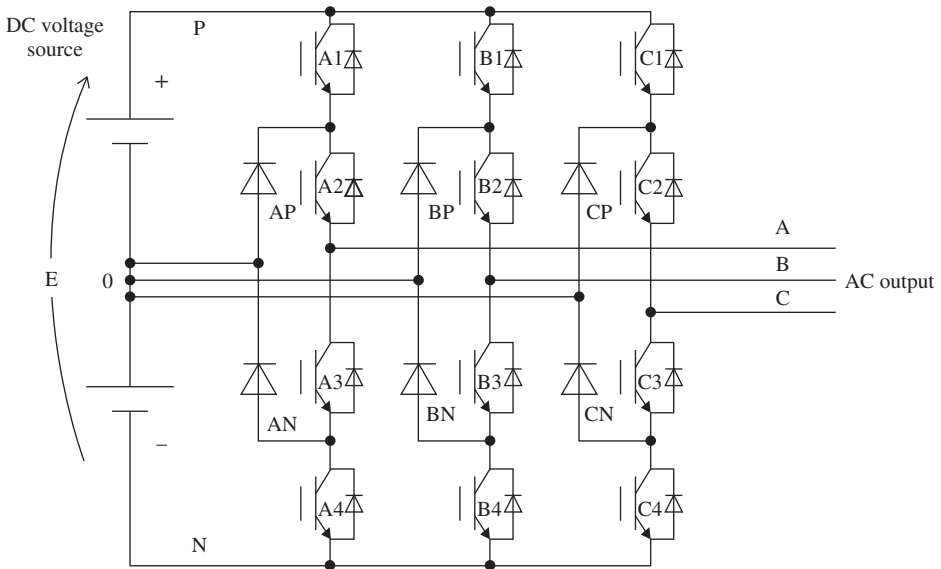 DC voltage
source
P
+
A1
B1
C1
A2
B2
C2
AP
BP
CP
A
E
0
B
AC output
C
A3
B3
C3
AN
BN
CN
−
A4
B4
C4
N